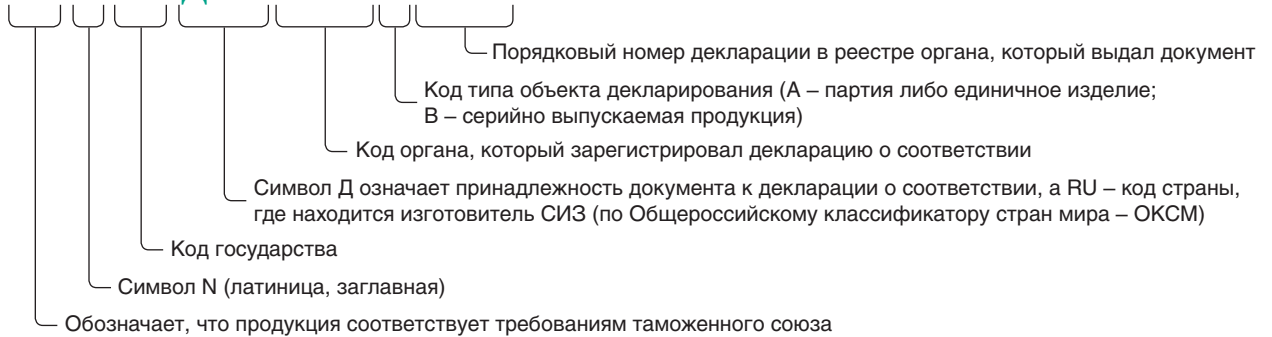 Порядковый номер декларации в реестре органа, который выдал документ
Код типа объекта декларирования (А – партия либо единичное изделие;
В – серийно выпускаемая продукция)
Код органа, который зарегистрировал декларацию о соответствии
Символ Д означает принадлежность документа к декларации о соответствии, а RU – код страны,
где находится изготовитель СИЗ (по Общероссийскому классификатору стран мира – ОКСМ)
Код государства
Символ N (латиница, заглавная)
Обозначает, что продукция соответствует требованиям таможенного союза